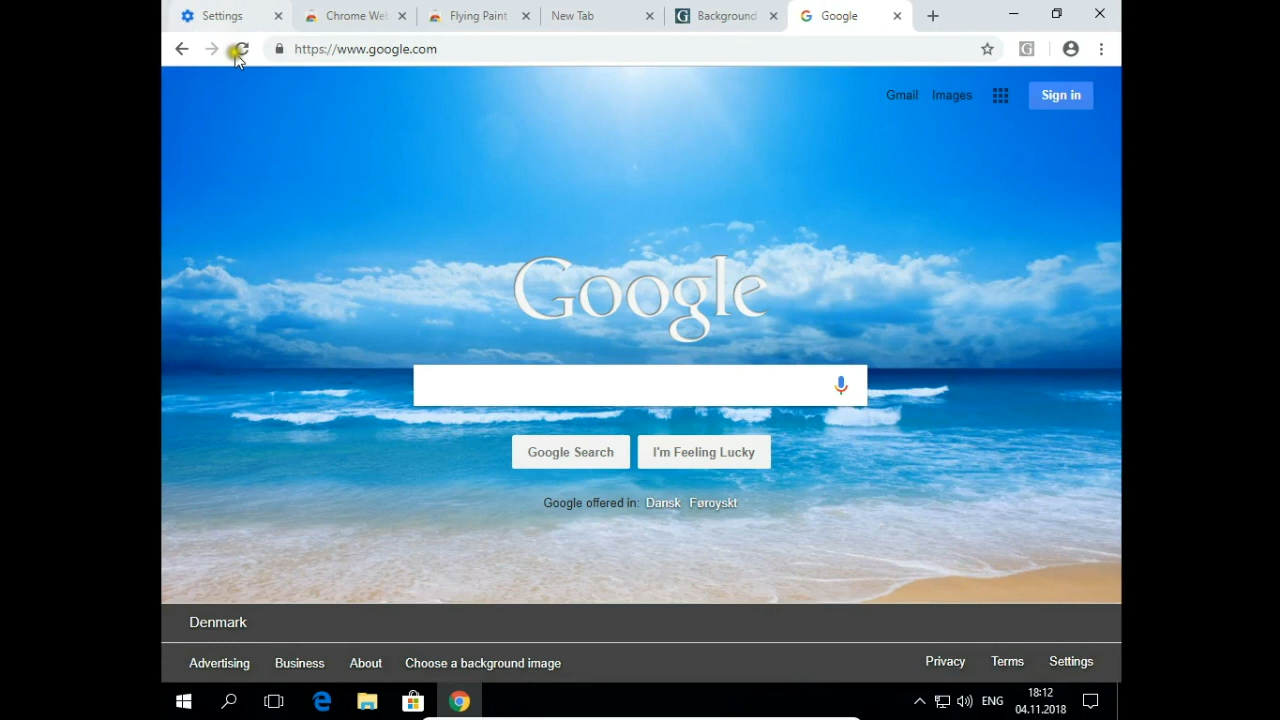 Settings
Chrome Web
Flying Paint
New Tab
Background
Google
https://www.google.com
Gmail Images Sign in
Google
Google Search I'm Feeling Lucky
Google offered in: Dansk Føroyskt
Denmark
Advertising Business About Choose a background image Privacy Terms Settings
ENG
18:12
04.11.2018